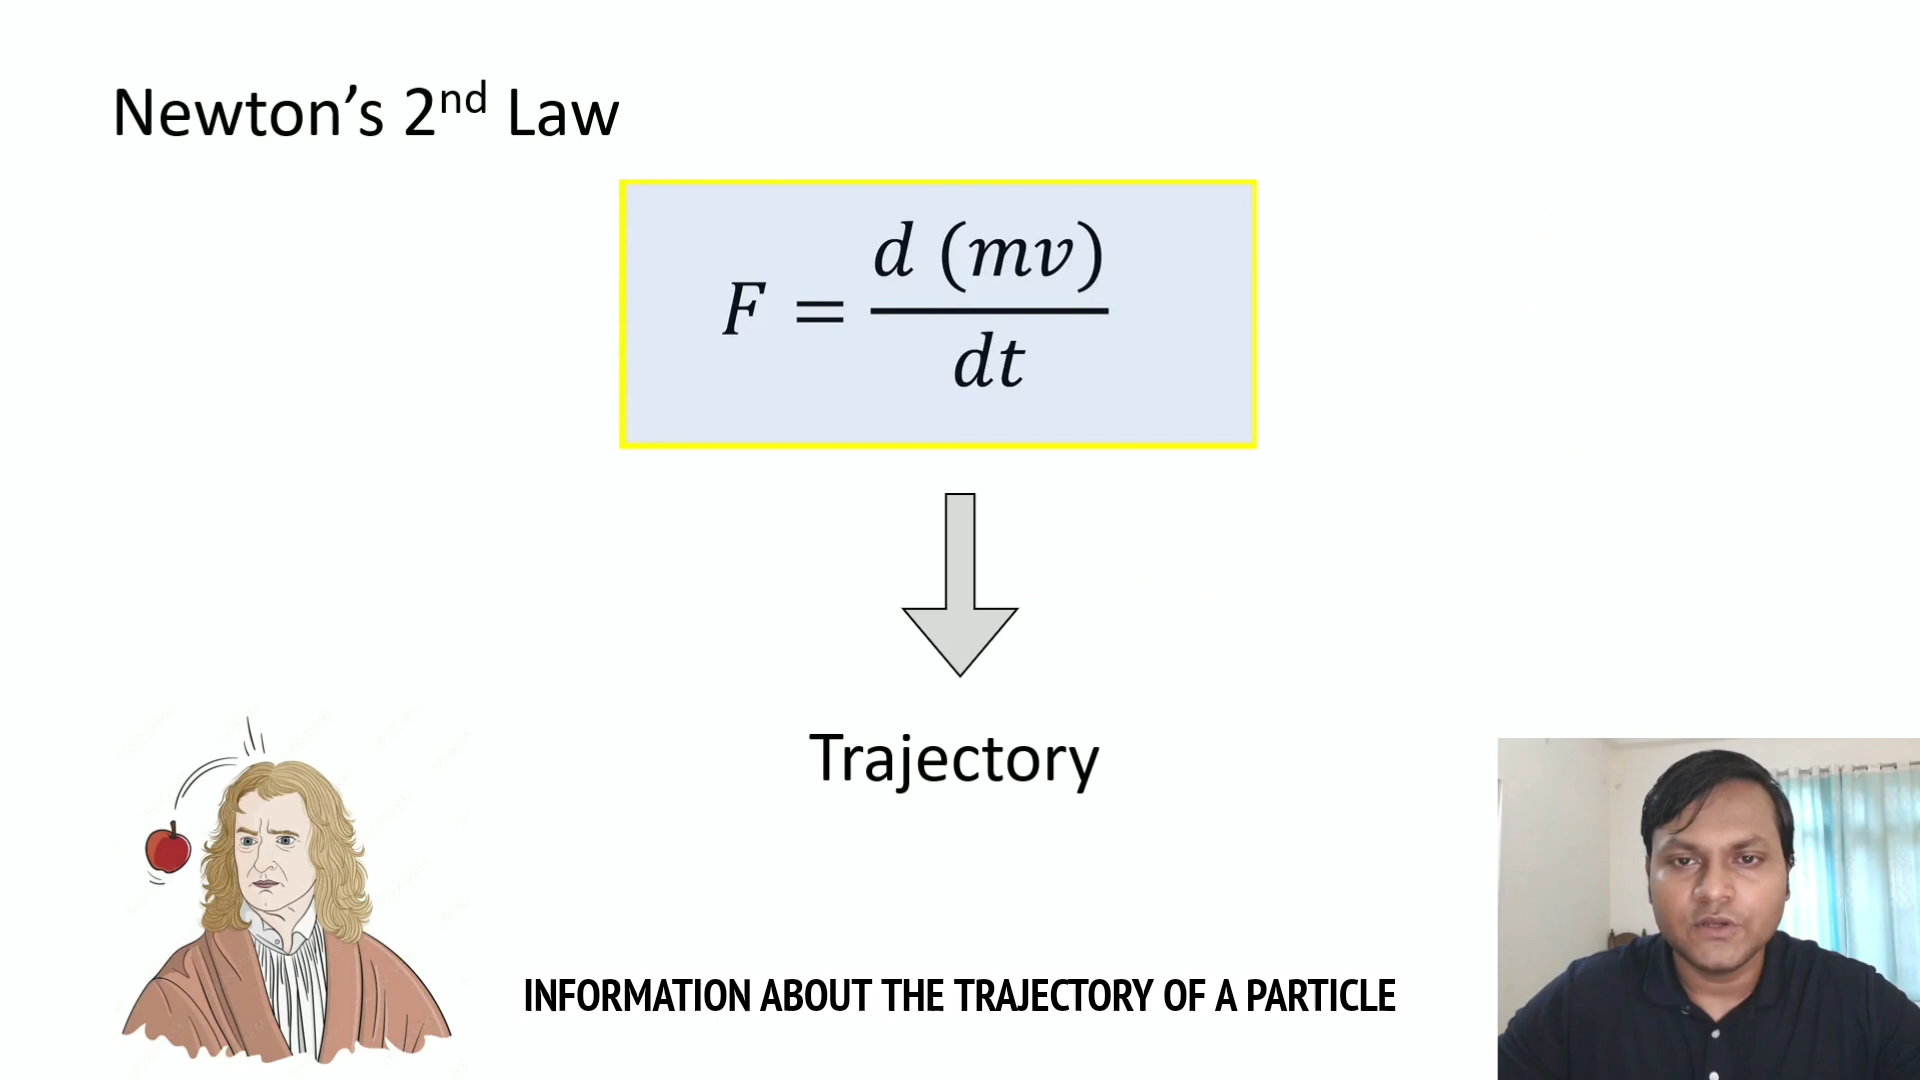 Newton’s 2nd Law
F = d (mv) / dt
Trajectory
INFORMATION ABOUT THE TRAJECTORY OF A PARTICLE